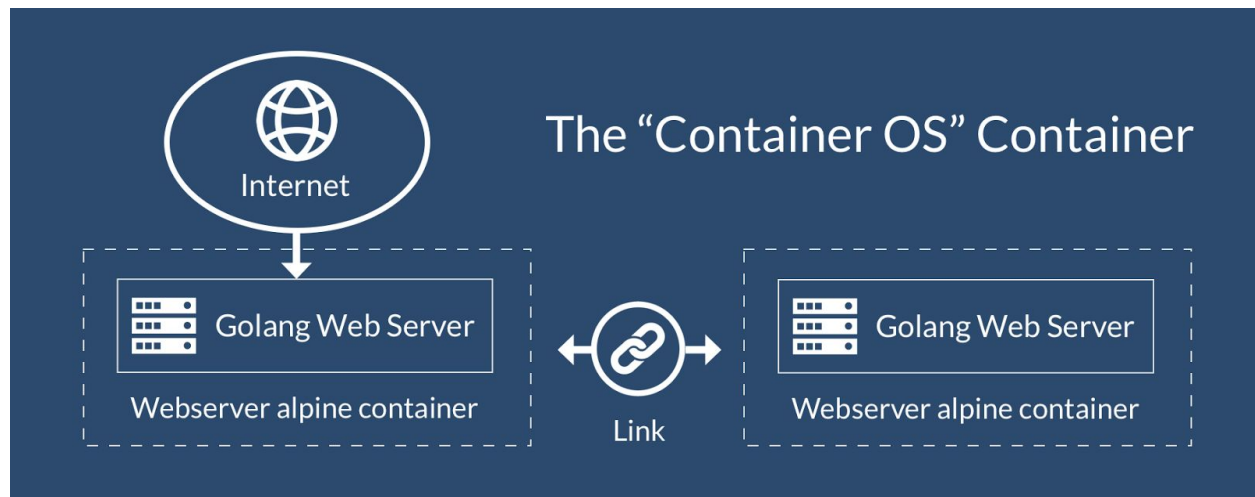 The “Container OS” Container
Internet
Golang Web Server
Webserver alpine container
Link
Golang Web Server
Webserver alpine container